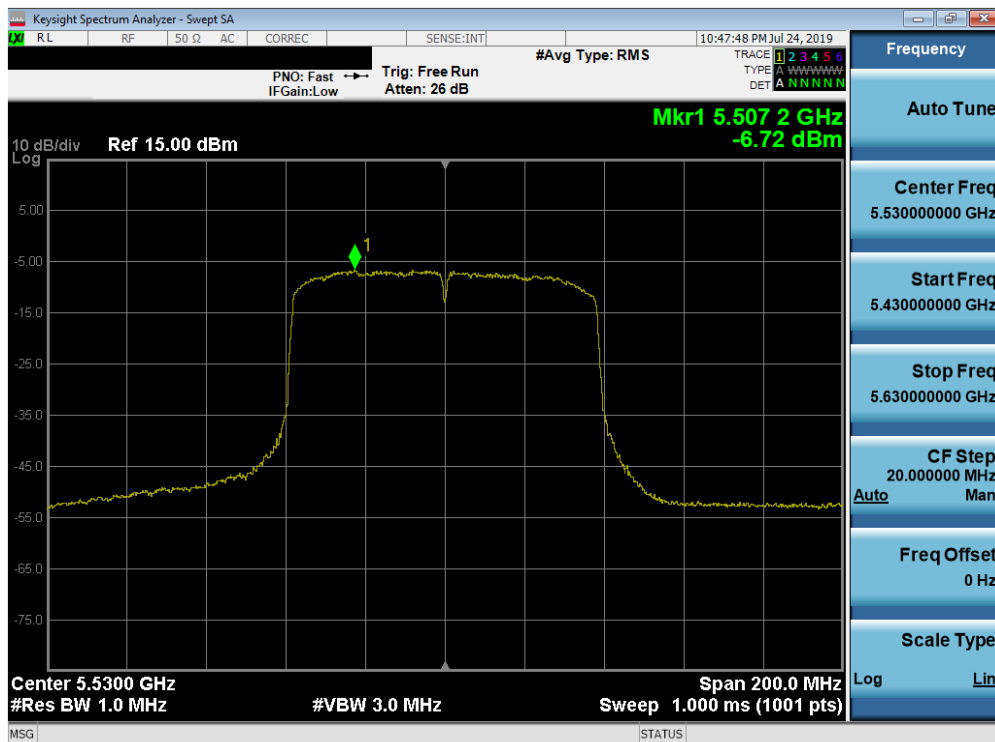 Keysight Spectrum Analyzer - Swept SA
LXI RL RF 50 Ω AC CORREC SENSE:INT 10:47:48 PM Jul 24, 2019
#Avg Type: RMS
TRACE 1 2 3 4 5 6
PNO: Fast Trig: Free Run TYPE A WWWWW
IFGain:Low Atten: 26 dB DET A N N N N N
Mkr1 5.507 2 GHz
-6.72 dBm
10 dB/div Ref 15.00 dBm
Log
5.00
-5.00
-15.0
-25.0
-35.0
-45.0
-55.0
-65.0
-75.0
1
Center 5.5300 GHz Span 200.0 MHz
#Res BW 1.0 MHz #VBW 3.0 MHz Sweep 1.000 ms (1001 pts)
MSG STATUS
Frequency
Auto Tune
Center Freq
5.530000000 GHz
Start Freq
5.430000000 GHz
Stop Freq
5.630000000 GHz
CF Step
20.000000 MHz
Auto Man
Freq Offset
0 Hz
Scale Type
Log Lin